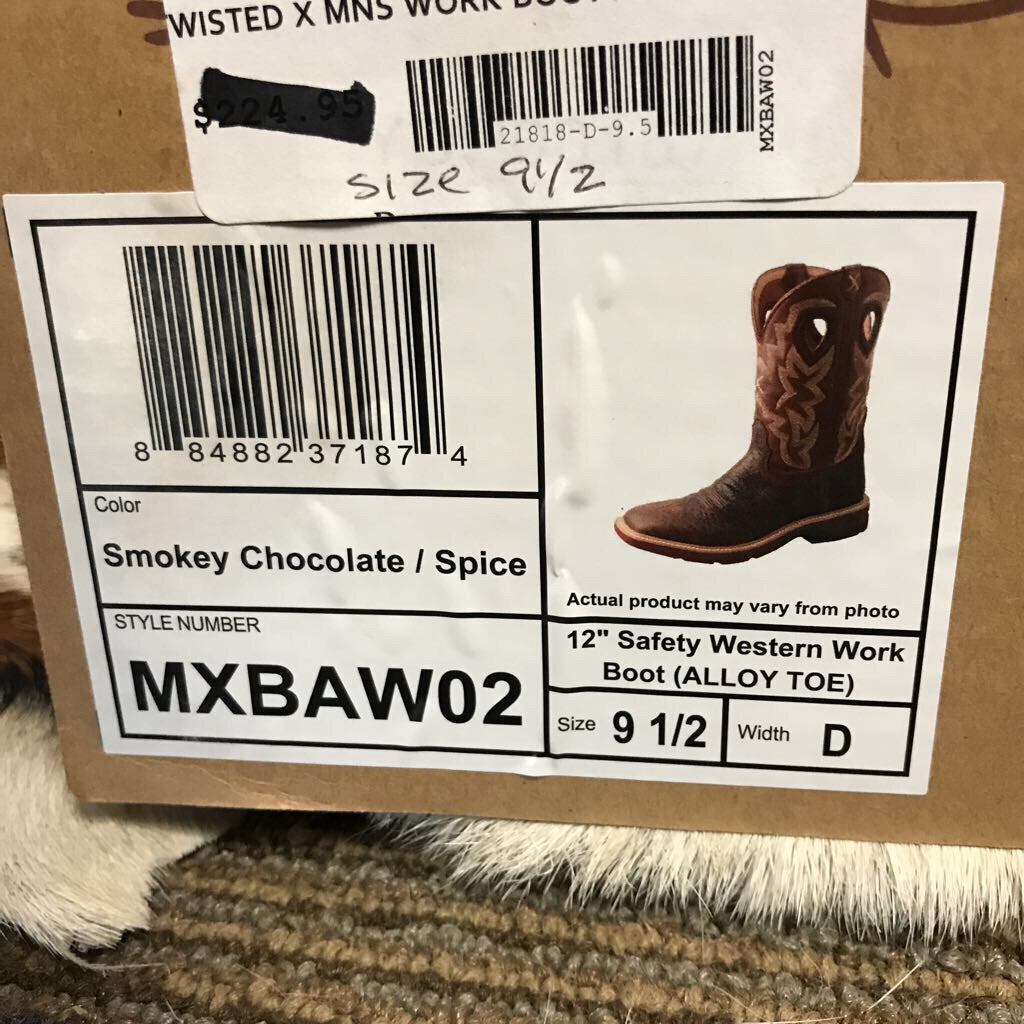 WISTED X MNS WORK
$224.95
21818-D-9.5
MXBAW02
SIZE 9 1/2
8 84882 37187 4
Color
Smokey Chocolate / Spice
STYLE NUMBER
MXBAW02
Actual product may vary from photo
12" Safety Western Work
Boot (ALLOY TOE)
Size 9 1/2
Width D